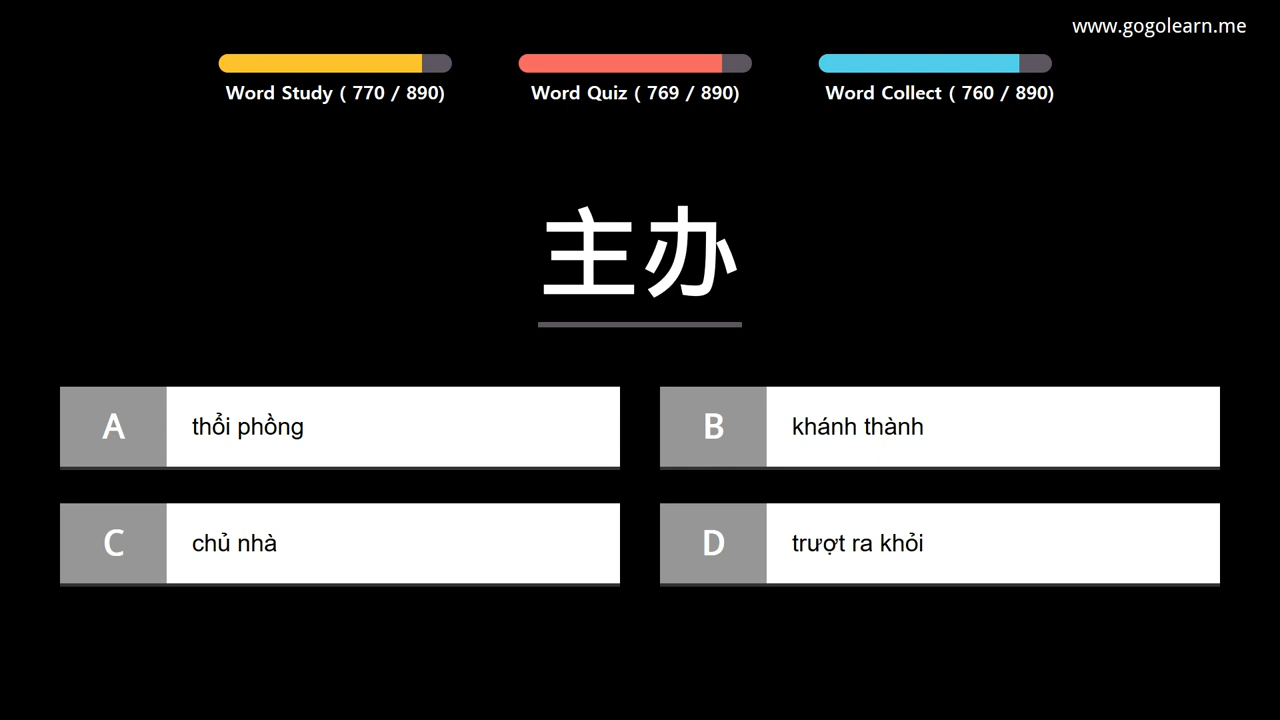 www.gogolearn.me
Word Study ( 770 / 890)
Word Quiz ( 769 / 890)
Word Collect ( 760 / 890)
主办
A thổi phồng
B khánh thành
C chủ nhà
D trượt ra khỏi